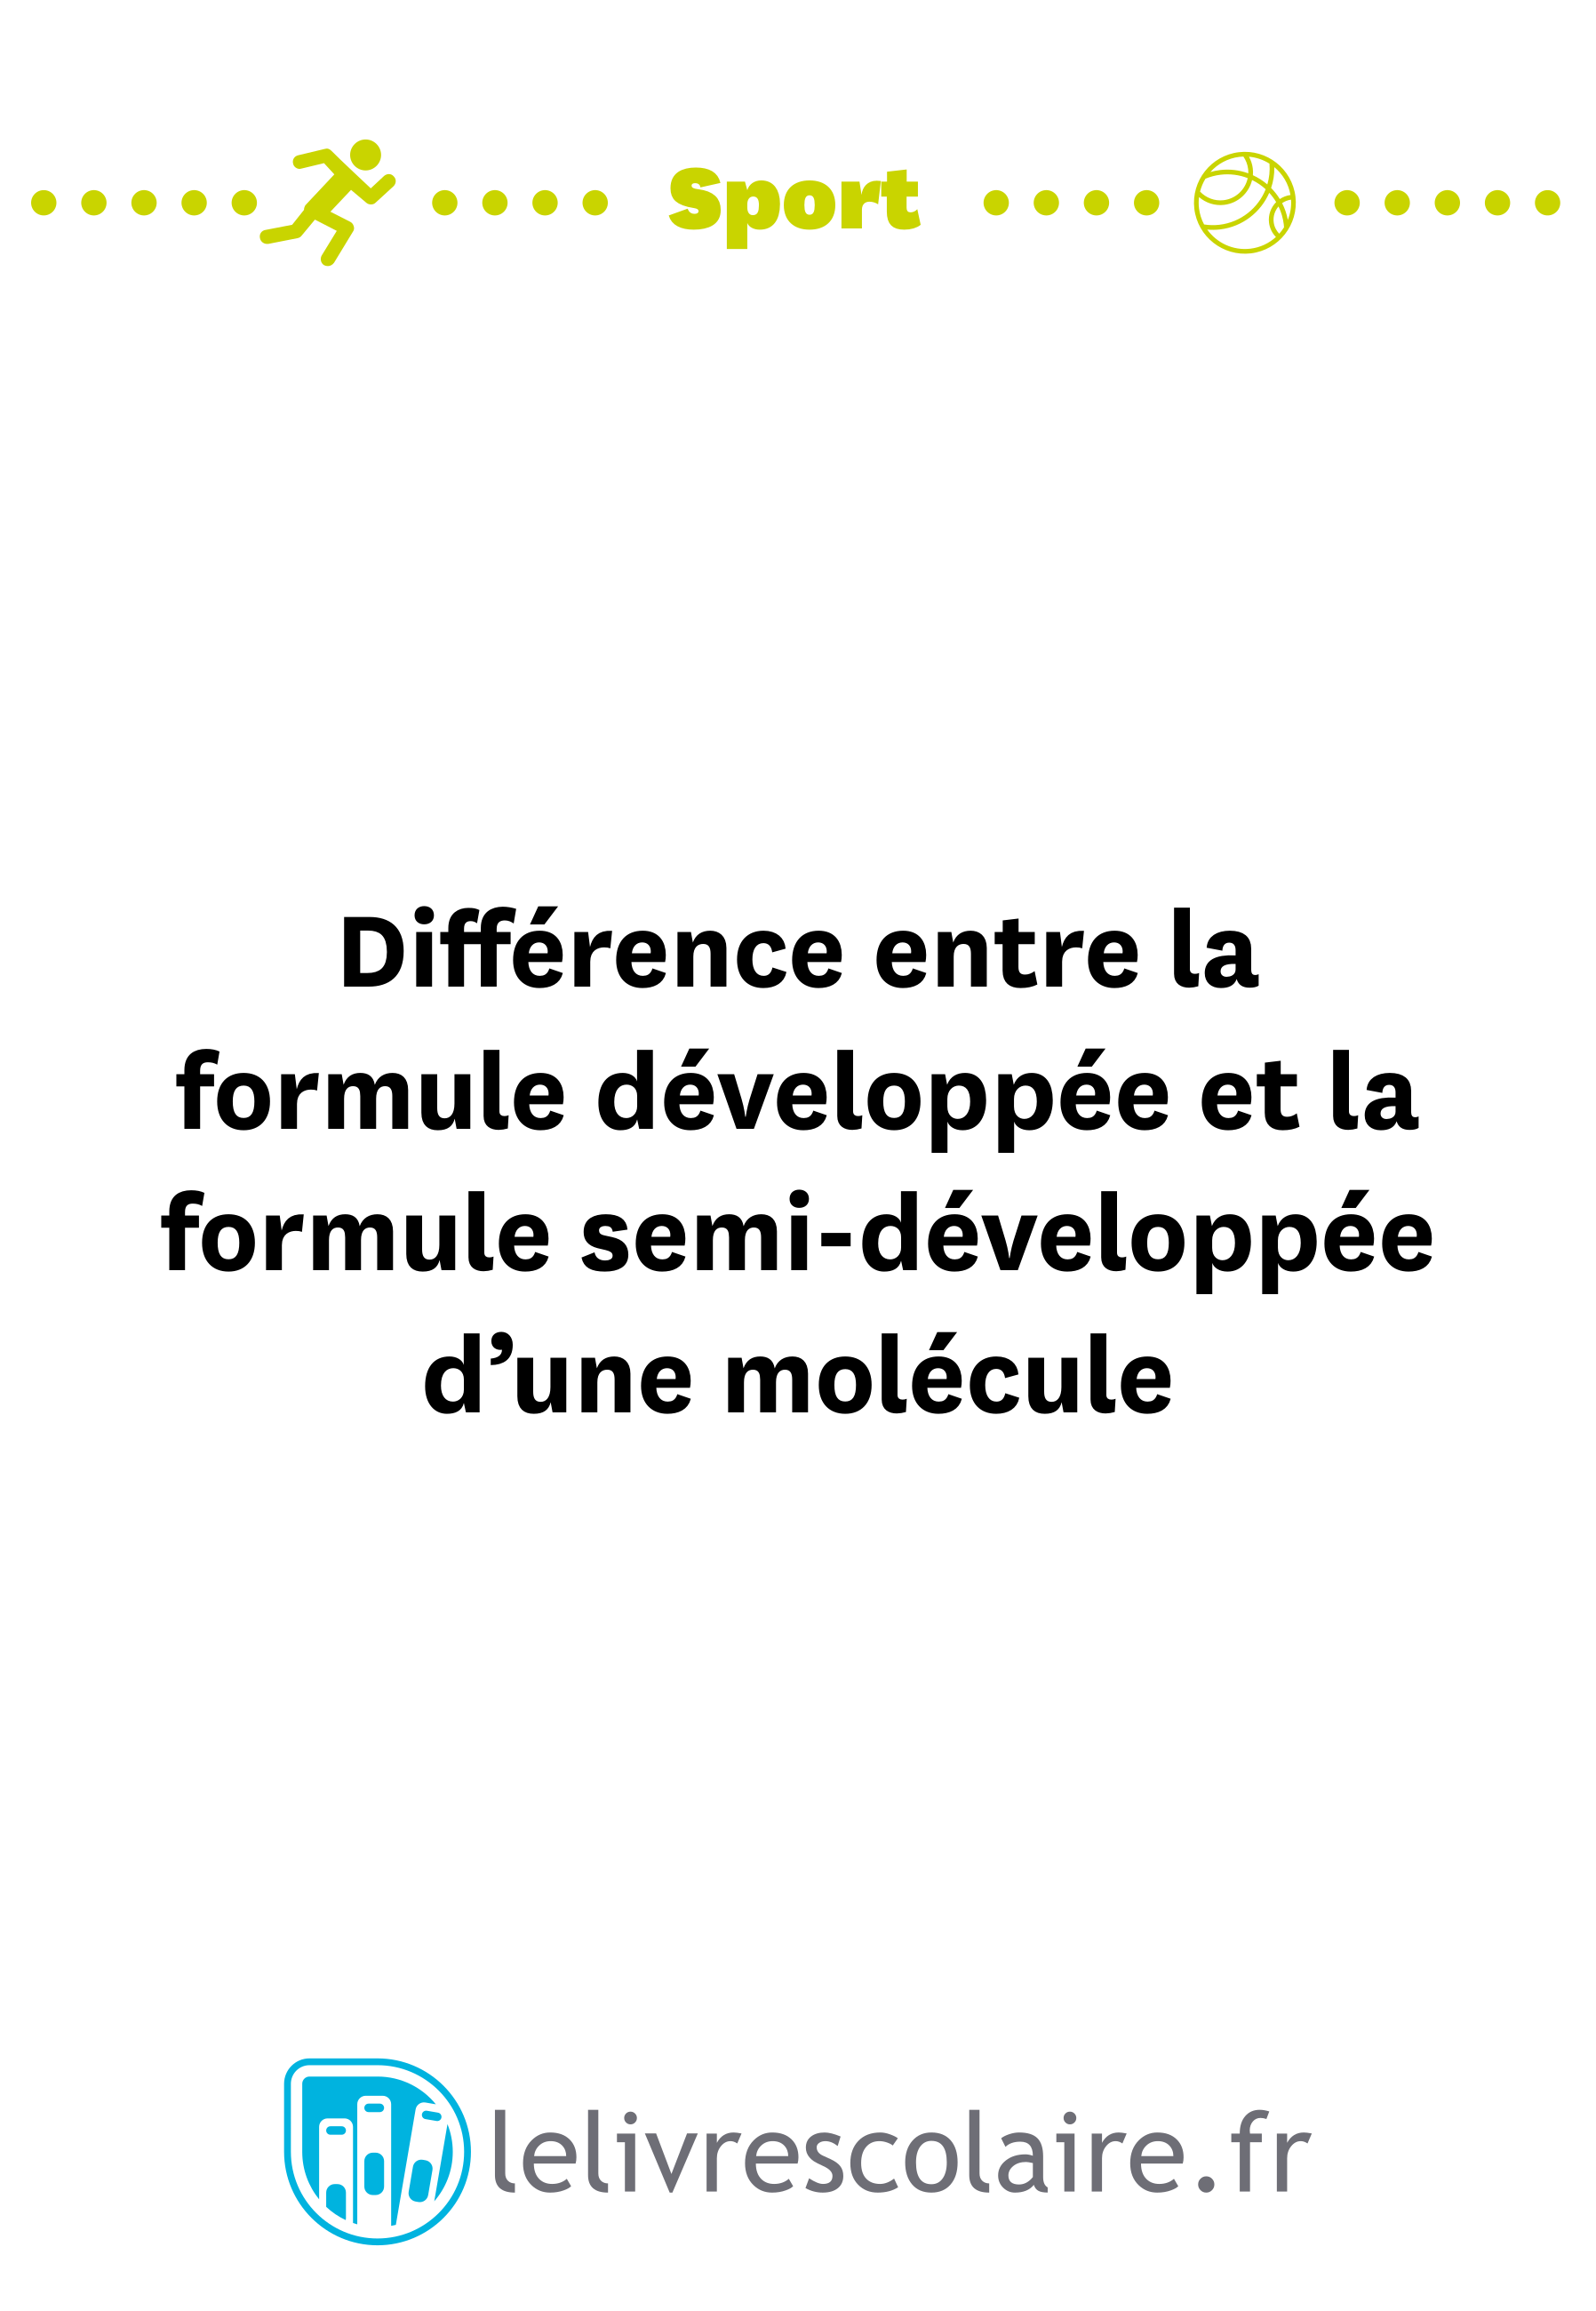 Sport
Différence entre la
formule développée et la
formule semi-développée
d’une molécule
lelivrescolaire.fr